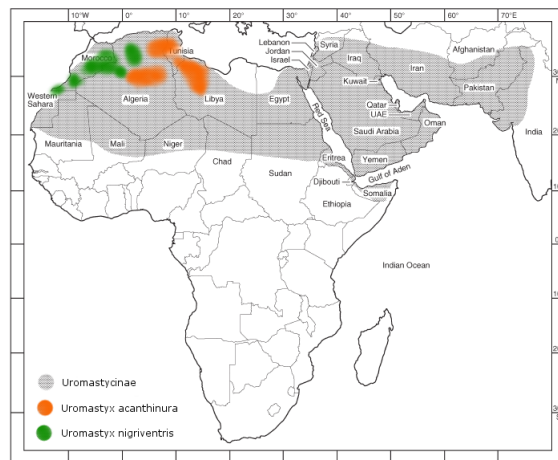 10°W 0° 10°E 20°E 30°E 40°E 50°E 60°E 70°E
Lebanon
Jordan
Israel
Syria
Iraq
Iran
Afghanistan
Kuwait
Pakistan
Morocco
Tunisia
Western
Sahara
Algeria
Libya
Egypt
Red Sea
Qatar
UAE
Saudi Arabia
Oman
India
Mauritania
Mali
Niger
Chad
Sudan
Eritrea
Yemen
Gulf of Aden
Djibouti
Somalia
Ethiopia
Indian Ocean
Uromastycinae
Uromastyx acanthinura
Uromastyx nigriventris